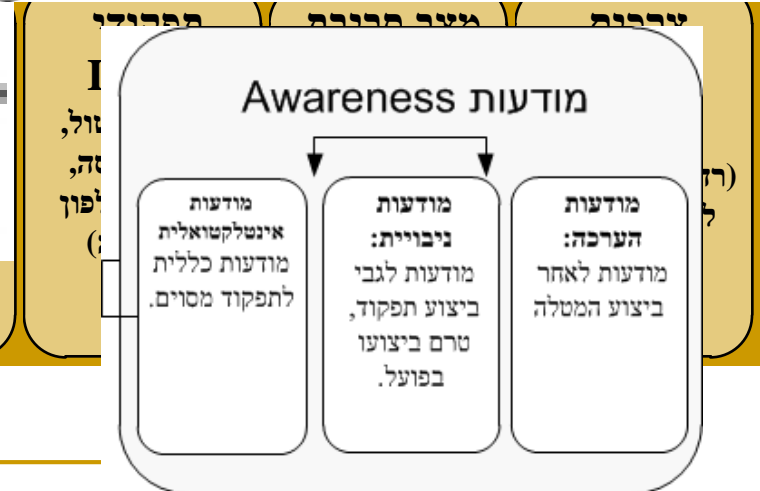 מודעות Awareness
מודעות
הערכה:
מודעות לאחר
ביצוע המטלה
מודעות
ניבויית:
מודעות לגבי
ביצוע תפקוד,
טרם ביצועו
בפועל.
מודעות
אינטלקטואלית
מודעות כללית
לתפקוד מסוים.